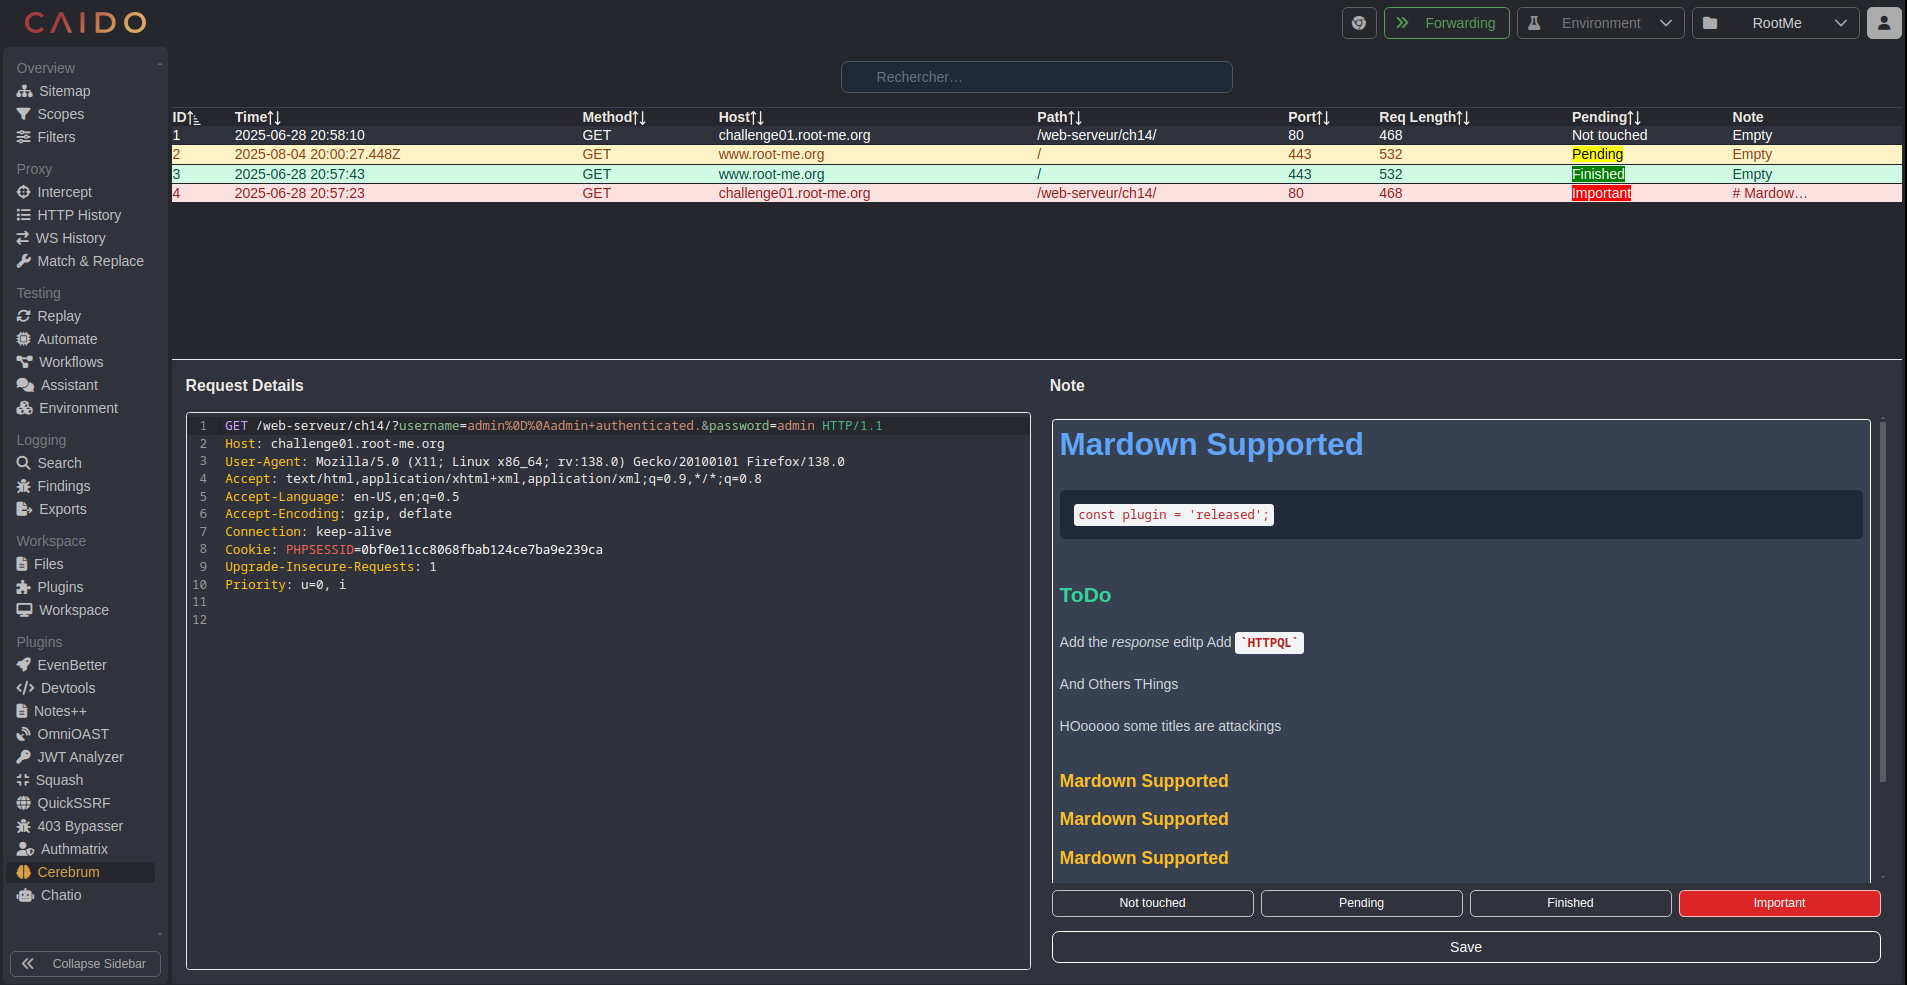 CAIDO
Forwarding
Environment
RootMe
Overview
Sitemap
Scopes
Filters
Proxy
Intercept
HTTP History
WS History
Match & Replace
Testing
Replay
Automate
Workflows
Assistant
Environment
Logging
Search
Findings
Exports
Workspace
Files
Plugins
Workspace
Plugins
EvenBetter
Devtools
Notes++
OmniOAST
JWT Analyzer
Squash
QuickSSRF
403 Bypasser
Authmatrix
Cerebrum
Chatio
Collapse Sidebar
Rechercher...
ID Time Method Host Path Port Req Length Pending Note
1 2025-06-28 20:58:10 GET challenge01.root-me.org /web-serveur/ch14/ 80 468 Not touched Empty
2 2025-08-04 20:00:27.448Z GET www.root-me.org / 443 532 Pending Empty
3 2025-06-28 20:57:43 GET www.root-me.org / 443 532 Finished Empty
4 2025-06-28 20:57:23 GET challenge01.root-me.org /web-serveur/ch14/ 80 468 Important # Mardow...
Request Details
1 GET /web-serveur/ch14/?username=admin%0D%0Aadmin+authenticated.&password=admin HTTP/1.1
2 Host: challenge01.root-me.org
3 User-Agent: Mozilla/5.0 (X11; Linux x86_64; rv:138.0) Gecko/20100101 Firefox/138.0
4 Accept: text/html,application/xhtml+xml,application/xml;q=0.9,*/*;q=0.8
5 Accept-Language: en-US,en;q=0.5
6 Accept-Encoding: gzip, deflate
7 Connection: keep-alive
8 Cookie: PHPSESSID=0bf0e11cc8068fbab124ce7ba9e239ca
9 Upgrade-Insecure-Requests: 1
10 Priority: u=0, i
11
12
Note
Mardown Supported
const plugin = 'released';
ToDo
Add the response editp Add `HTTPQL`
And Others THings
HOooooo some titles are attackings
Mardown Supported
Mardown Supported
Mardown Supported
Not touched
Pending
Finished
Important
Save